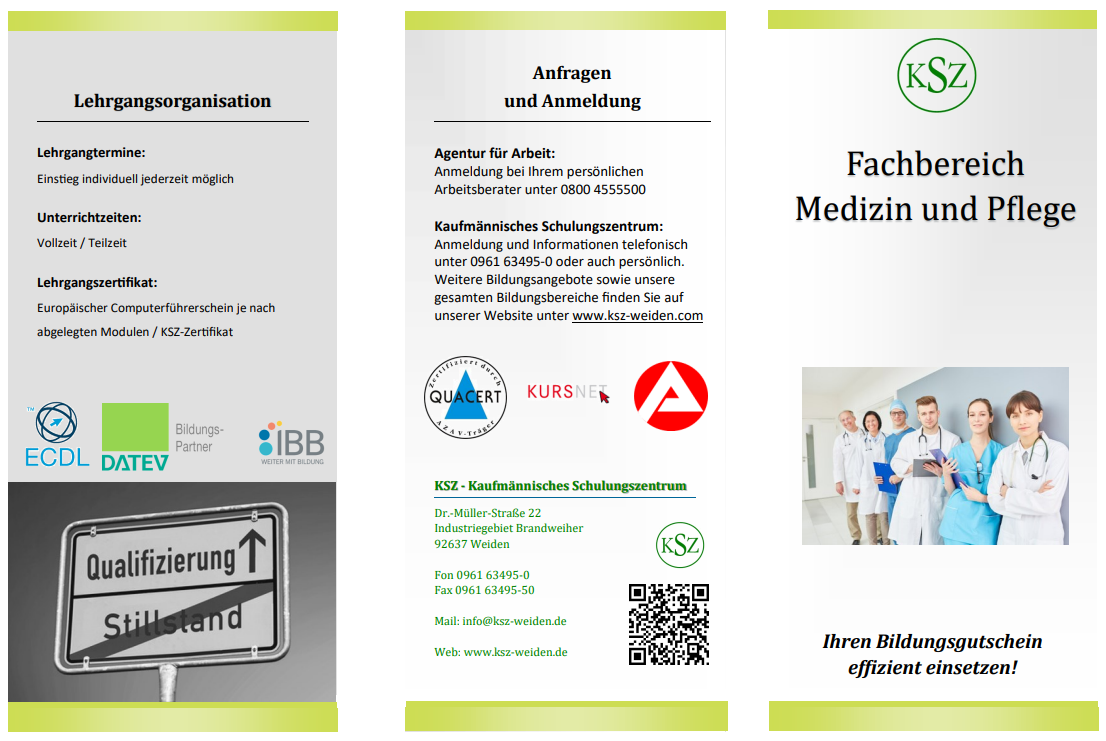 Lehrgangsorganisation
Lehrgangtermine:
Einstieg individuell jederzeit möglich
Unterrichtzeiten:
Vollzeit / Teilzeit
Lehrgangszertifikat:
Europäischer Computerführerschein je nach
abgelegten Modulen / KSZ-Zertifikat
TM
ECDL
DATEV
Bildungs-
Partner
iBB
WEITER MIT BILDUNG
Qualifizierung
Stillstand
Anfragen
und Anmeldung
Agentur für Arbeit:
Anmeldung bei Ihrem persönlichen
Arbeitsberater unter 0800 4555500
Kaufmännisches Schulungszentrum:
Anmeldung und Informationen telefonisch
unter 0961 63495-0 oder auch persönlich.
Weitere Bildungsangebote sowie unsere
gesamten Bildungsbereiche finden Sie auf
unserer Website unter www.ksz-weiden.com
Zertifiziert durch
QUACERT
AZAV-Träger
KURSNET
A
KSZ - Kaufmännisches Schulungszentrum
Dr.-Müller-Straße 22
Industriegebiet Brandweiher
92637 Weiden
KSZ
Fon 0961 63495-0
Fax 0961 63495-50
Mail: info@ksz-weiden.de
Web: www.ksz-weiden.de
KSZ
Fachbereich
Medizin und Pflege
Ihren Bildungsgutschein
effizient einsetzen!